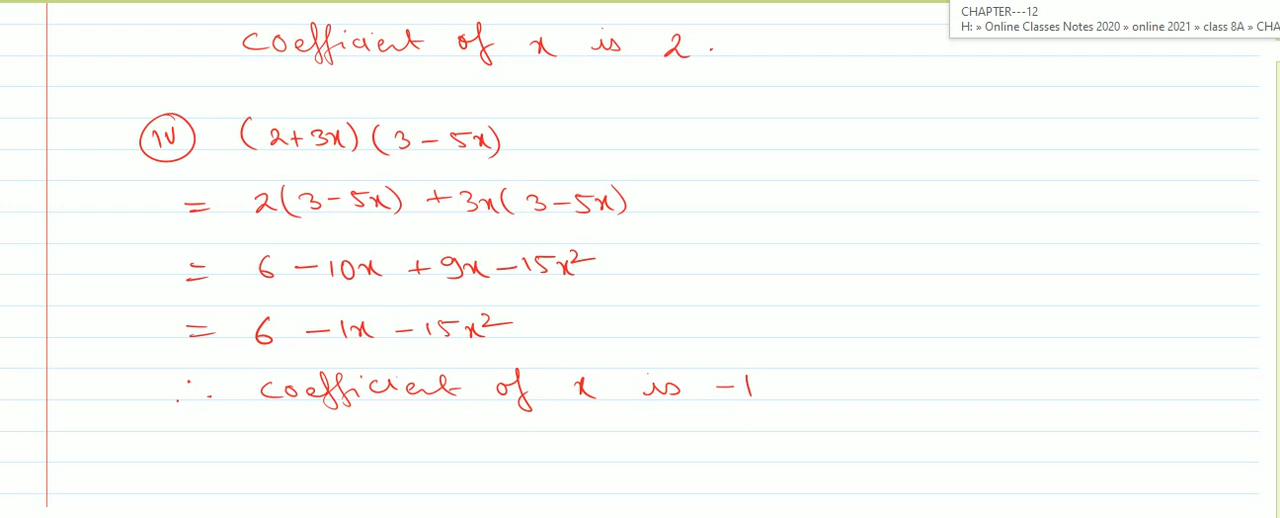 CHAPTER---12
H: » Online Classes Notes 2020 » online 2021 » class 8A » CHA
coefficient of x is 2.
(iv) (2+3x)(3-5x)
= 2(3-5x) +3x(3-5x)
= 6 -10x +9x -15x²
= 6 -1x -15x²
∴ coefficient of x is -1